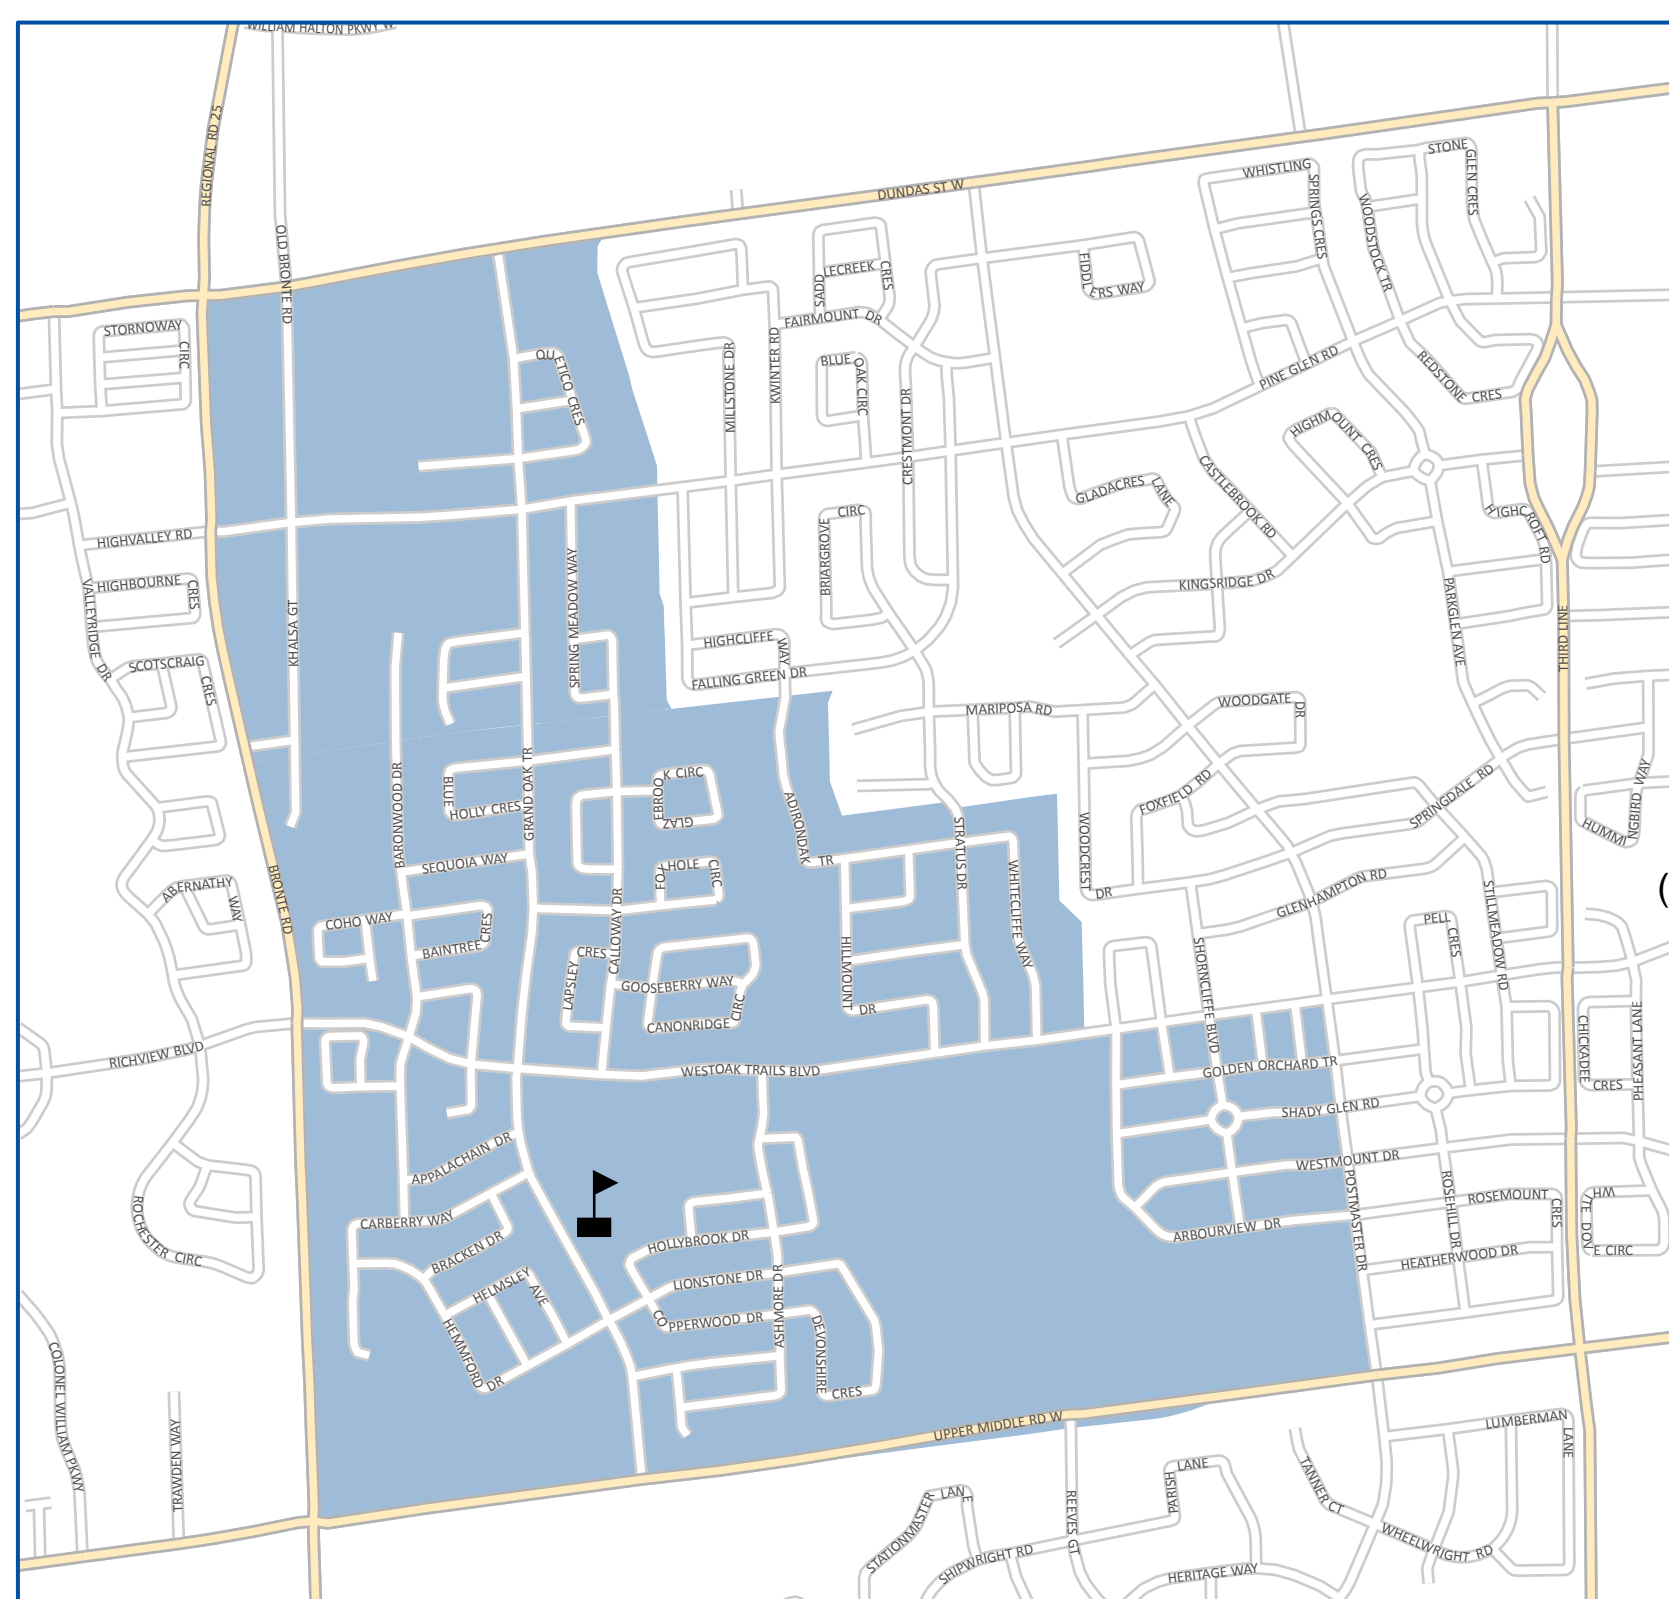 WILLIAM HALTON PKWY W
REGIONAL RD 25
OLD BRONTE RD
DUNDAS ST W
WHISTLING
SPRINGS CRES
WOODSTOCK TR
STONE
GLEN CRES
STORNOWAY
CIRC
QUETICO CRES
MILLSTONE DR
KWINTER RD
SADDLECREEK CRES
FAIRMOUNT DR
FIDDLERS WAY
BLUE
OAK CIRC
CRESTMONT DR
PINE GLEN RD
REDSTONE CRES
HIGHMOUNT CRES
CASTLEBROOK RD
GLADACRES
LANE
HIGHCROFT RD
HIGHVALLEY RD
HIGHBOURNE
CRES
VALLEYRIDGE DR
SCOTSCRAIG
CRES
KHALSA GT
SPRING MEADOW WAY
BRIARGROVE
CIRC
KINGSRIDGE DR
PARKGLEN AVE
THIRD LINE
HIGHCLIFFE
WAY
FALLING GREEN DR
MARIPOSA RD
WOODGATE
DR
BARONWOOD DR
BLUE
HOLLY CRES
GRAND OAK TR
GLAZEBROOK CIRC
ADIRONDAK
TR
STRATUS DR
WHITECLIFFE WAY
WOODCREST
DR
FOXFIELD RD
SPRINGDALE RD
HUMMINGBIRD WAY
BRONTE RD
SEQUOIA WAY
FOXHOLE
CIRC
CALLOWAY DR
ABERNATHY
WAY
COHO WAY
BAINTREE
CRES
LAPSLEY
CRES
GOOSEBERRY WAY
CANONRIDGE
CIRC
HILLMOUNT
DR
GLENHAMPTON RD
PELL
CRES
STILLMEADOW RD
SHORNCLIFFE BLVD
RICHVIEW BLVD
WESTOAK TRAILS BLVD
GOLDEN ORCHARD TR
SHADY GLEN RD
CHICKADEE
CRES
PHEASANT LANE
APPALACHAIN DR
WESTMOUNT DR
POSTMASTER DR
ROSEHILL DR
ROSEMOUNT
CRES
WHITE DOVE CIRC
ROCHESTER CIRC
CARBERRY WAY
BRACKEN DR
HOLLYBROOK DR
ARBOURVIEW DR
HEATHERWOOD DR
HELMSLEY
AVE
LIONSTONE DR
COPPERWOOD DR
ASHMORE DR
DEVONSHIRE
CRES
HEMMFORD
DR
COLONEL WILLIAM PKWY
TRAWDEN WAY
UPPER MIDDLE RD W
LUMBERMAN
LANE
STATIONMASTER
LANE
REEVES GT
PARISH
LANE
TANNER CT
WHEELWRIGHT RD
SHIPWRIGHT RD
HERITAGE WAY
(